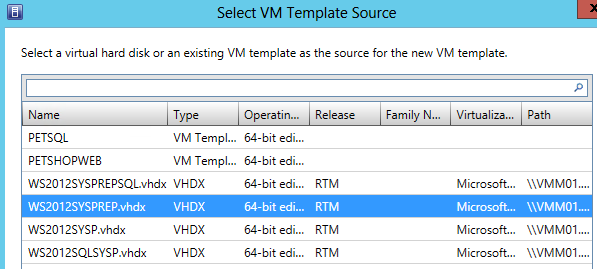 Select VM Template Source
x
Select a virtual hard disk or an existing VM template as the source for the new VM template.
Name Type Operatin... Release Family N... Virtualiza... Path
PETSQL VM Templ... 64-bit edi...
PETSHOPWEB VM Templ... 64-bit edi...
WS2012SYSPREPSQL.vhdx VHDX 64-bit edi... RTM Microsoft... \\VMM01....
WS2012SYSPREP.vhdx VHDX 64-bit edi... RTM Microsoft... \\VMM01....
WS2012SYSP.vhdx VHDX 64-bit edi... RTM Microsoft... \\VMM01....
WS2012SQLSYSP.vhdx VHDX 64-bit edi... RTM Microsoft... \\VMM01....